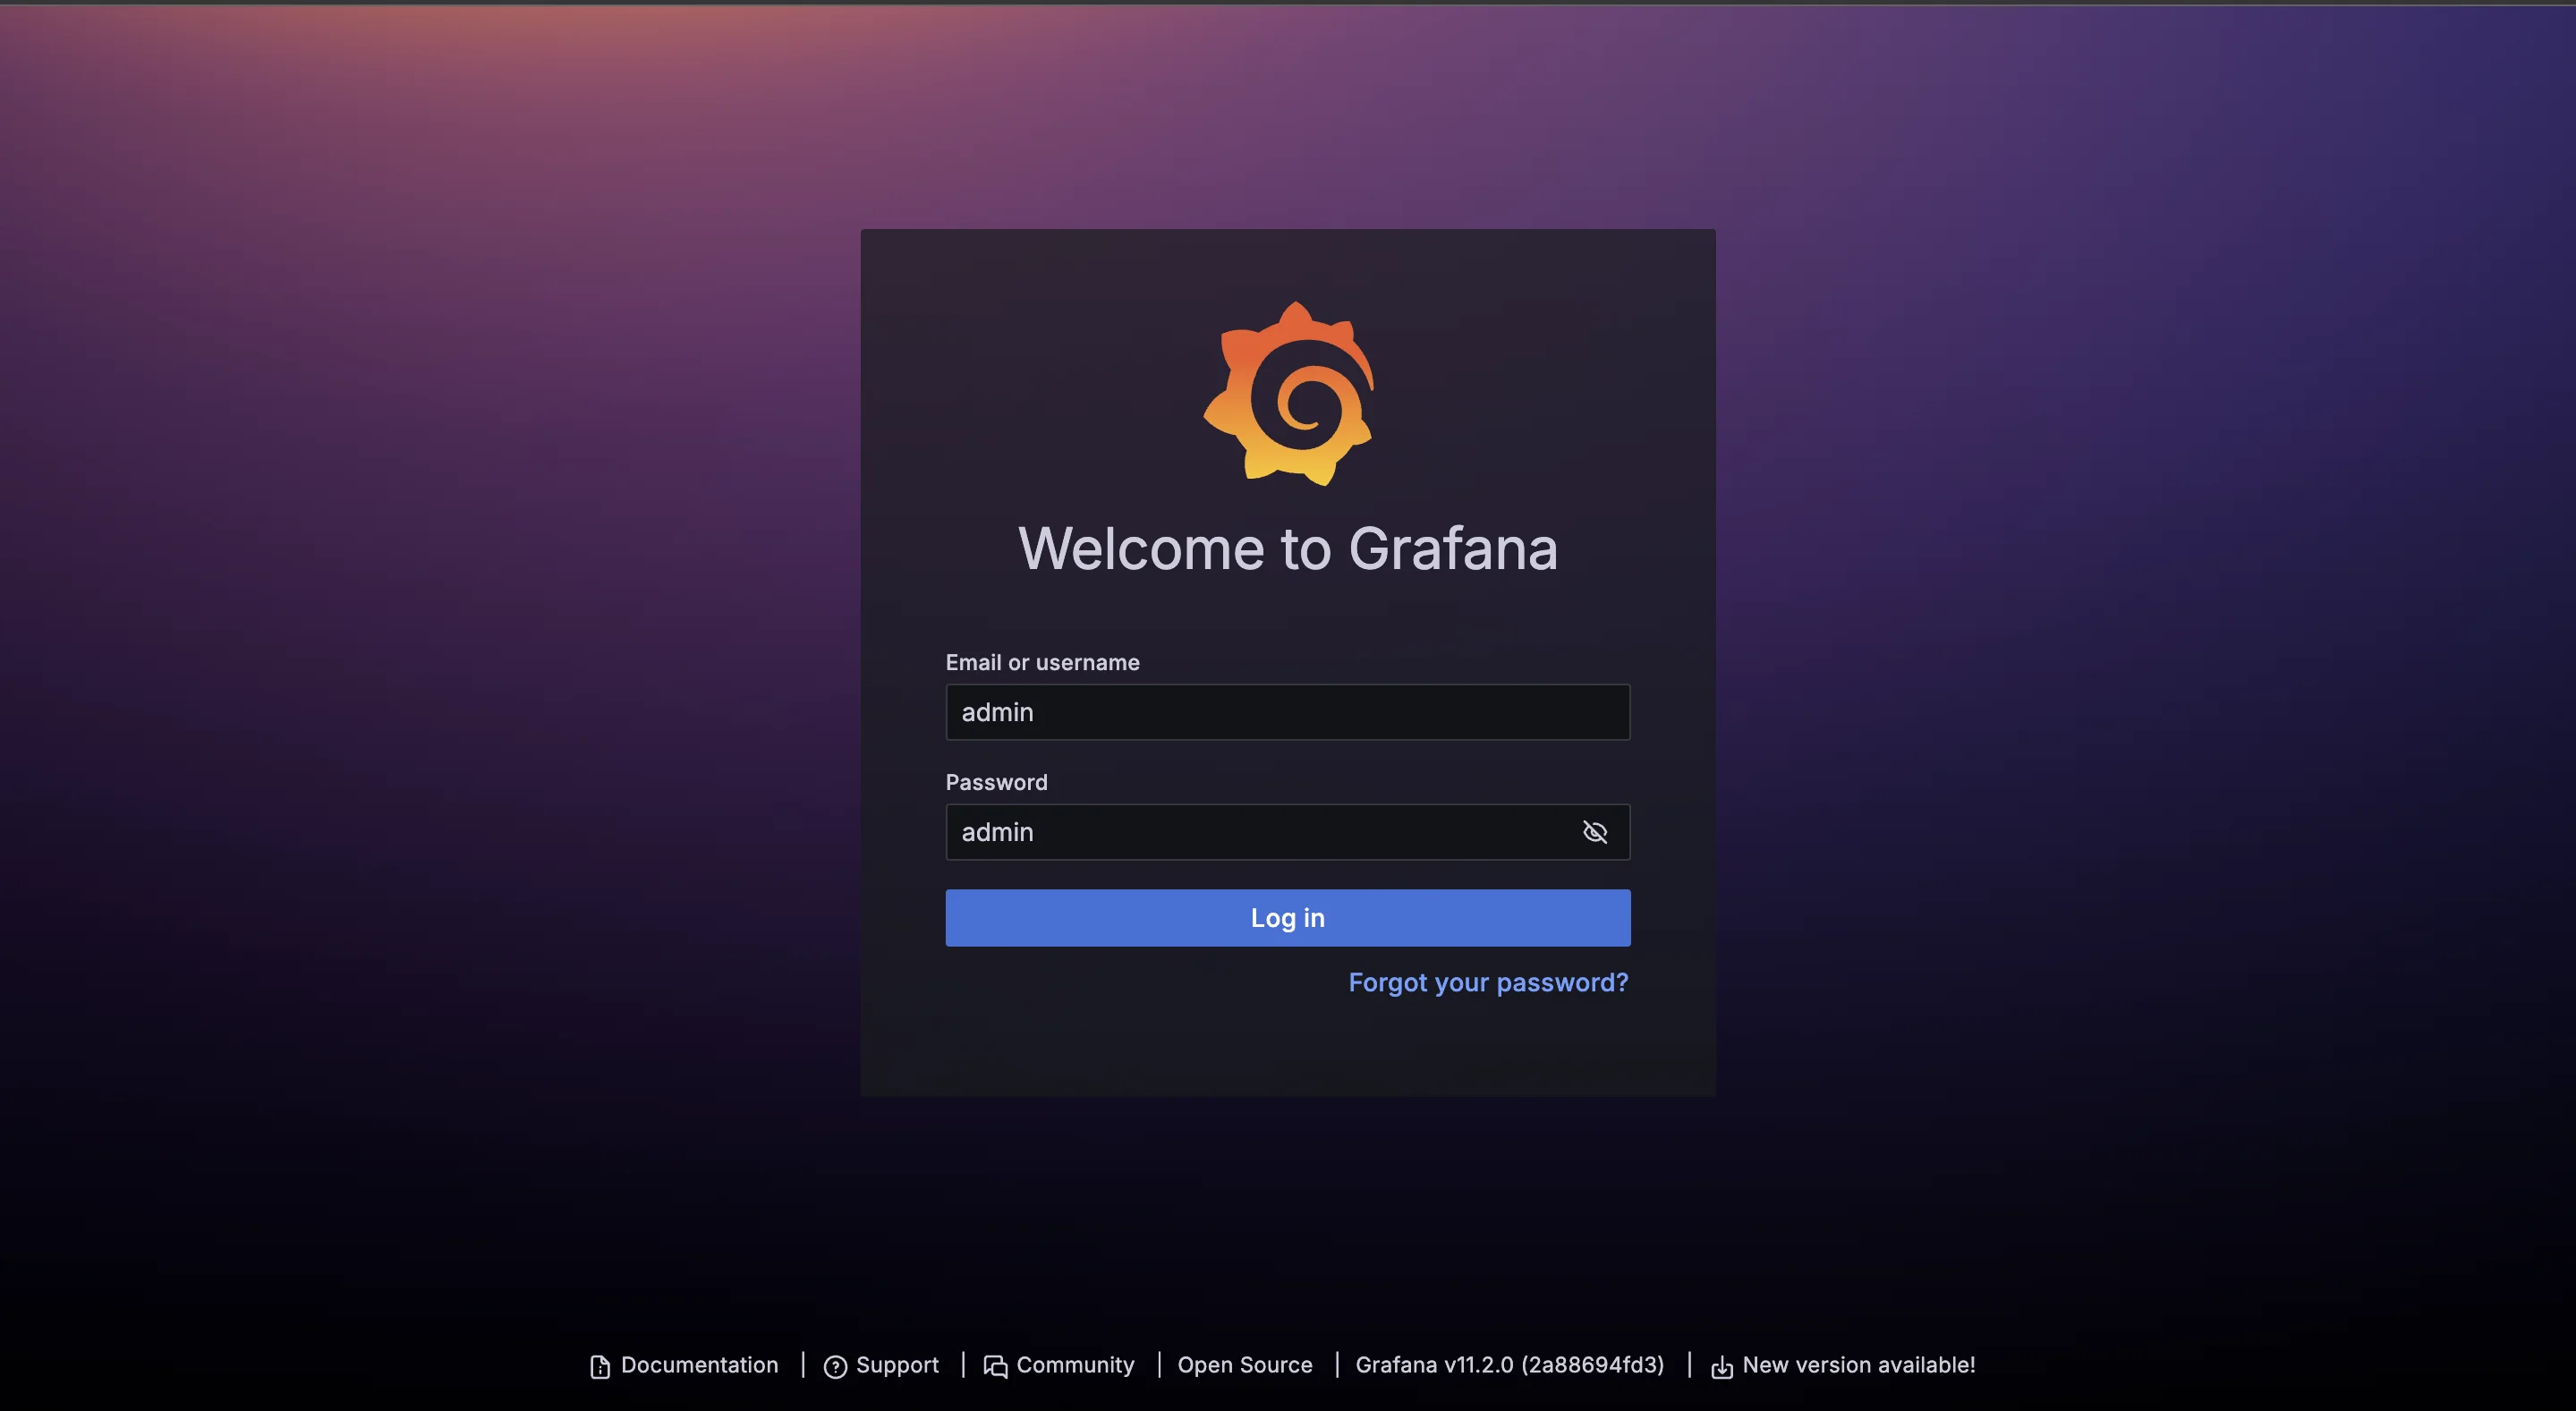 Welcome to Grafana
Email or username
admin
Password
admin
Log in
Forgot your password?
Documentation | Support | Community | Open Source | Grafana v11.2.0 (2a88694fd3) | New version available!